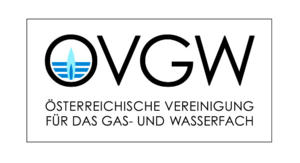 OVGW
ÖSTERREICHISCHE VEREINIGUNG
FÜR DAS GAS- UND WASSERFACH